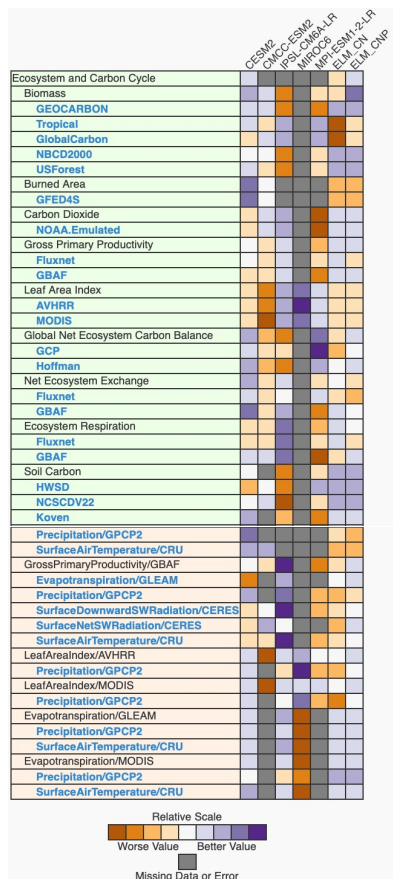 CESM2
CMCC-ESM2
IPSL-CM6A-LR
MIROC6
MPI-ESM1-2-LR
ELM_CN
ELM_CNP
Ecosystem and Carbon Cycle
Biomass
GEOCARBON
Tropical
GlobalCarbon
NBCD2000
USForest
Burned Area
GFED4S
Carbon Dioxide
NOAA.Emulated
Gross Primary Productivity
Fluxnet
GBAF
Leaf Area Index
AVHRR
MODIS
Global Net Ecosystem Carbon Balance
GCP
Hoffman
Net Ecosystem Exchange
Fluxnet
GBAF
Ecosystem Respiration
Fluxnet
GBAF
Soil Carbon
HWSD
NCSCDV22
Koven
Precipitation/GPCP2
SurfaceAirTemperature/CRU
GrossPrimaryProductivity/GBAF
Evapotranspiration/GLEAM
Precipitation/GPCP2
SurfaceDownwardSWRadiation/CERES
SurfaceNetSWRadiation/CERES
SurfaceAirTemperature/CRU
LeafAreaIndex/AVHRR
Precipitation/GPCP2
LeafAreaIndex/MODIS
Precipitation/GPCP2
Evapotranspiration/GLEAM
Precipitation/GPCP2
SurfaceAirTemperature/CRU
Evapotranspiration/MODIS
Precipitation/GPCP2
SurfaceAirTemperature/CRU
Relative Scale
Worse Value Better Value
Missing Data or Error